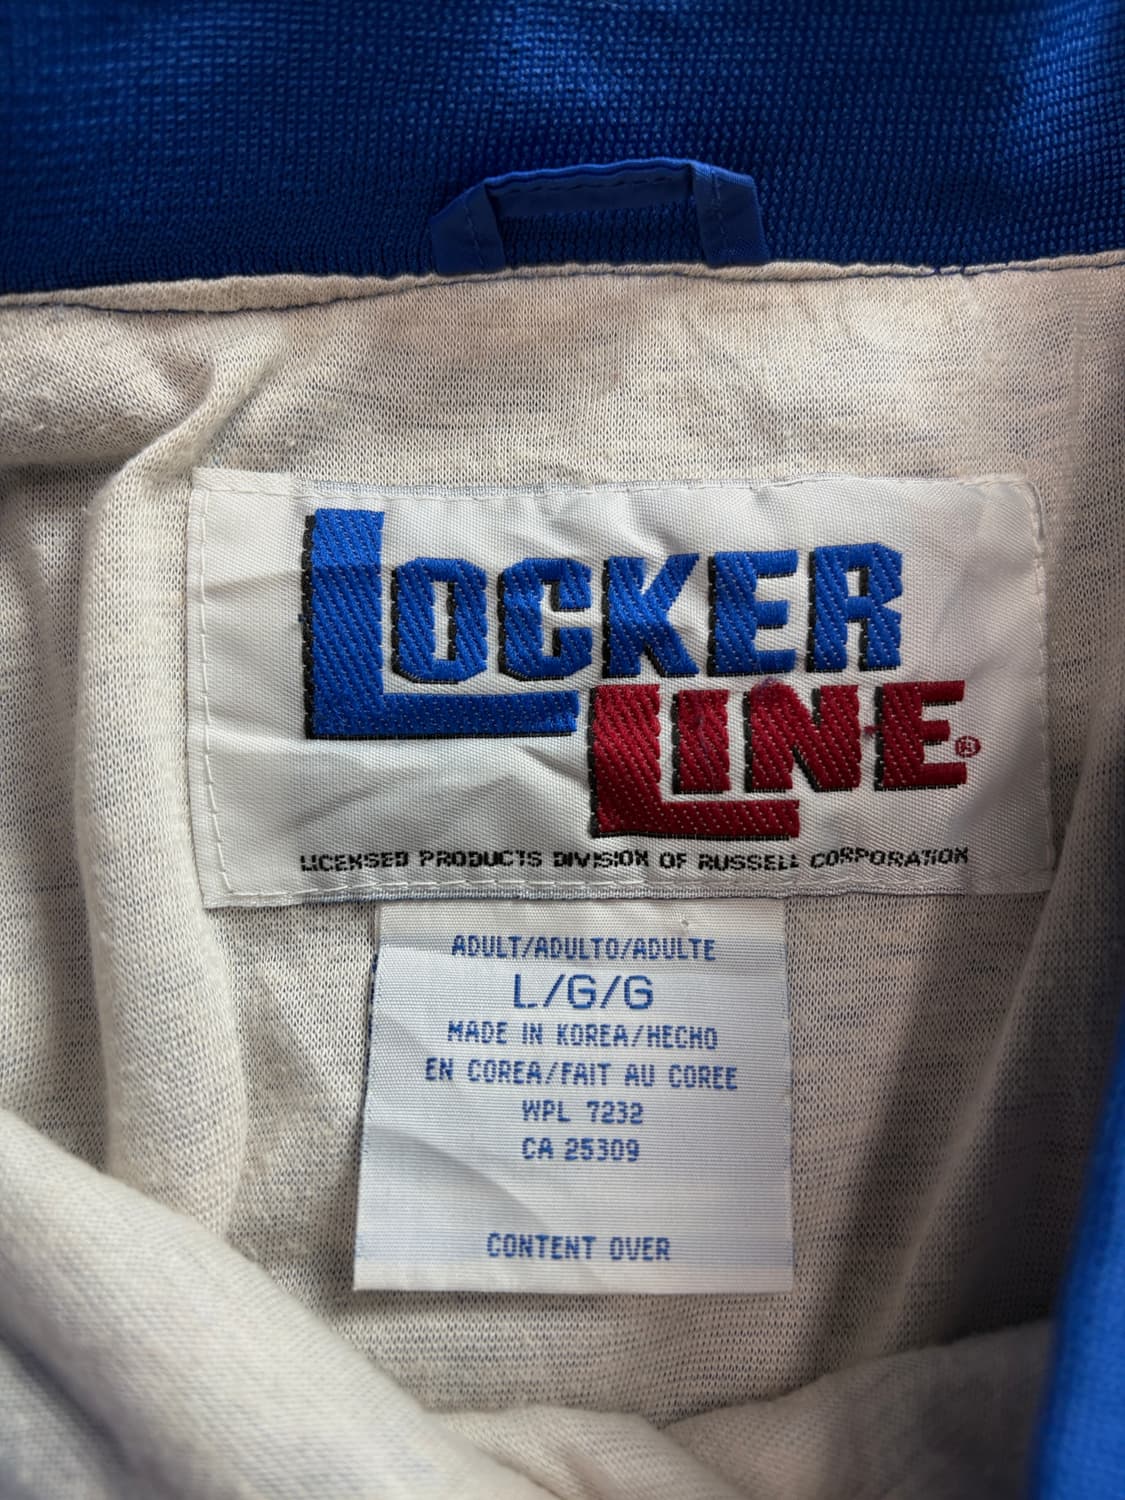 LOCKER
LINE®
LICENSED PRODUCTS DIVISION OF RUSSELL CORPORATION
ADULT/ADULTO/ADULTE
L/G/G
MADE IN KOREA/HECHO
EN COREA/FAIT AU COREE
WPL 7232
CA 25309
CONTENT OVER